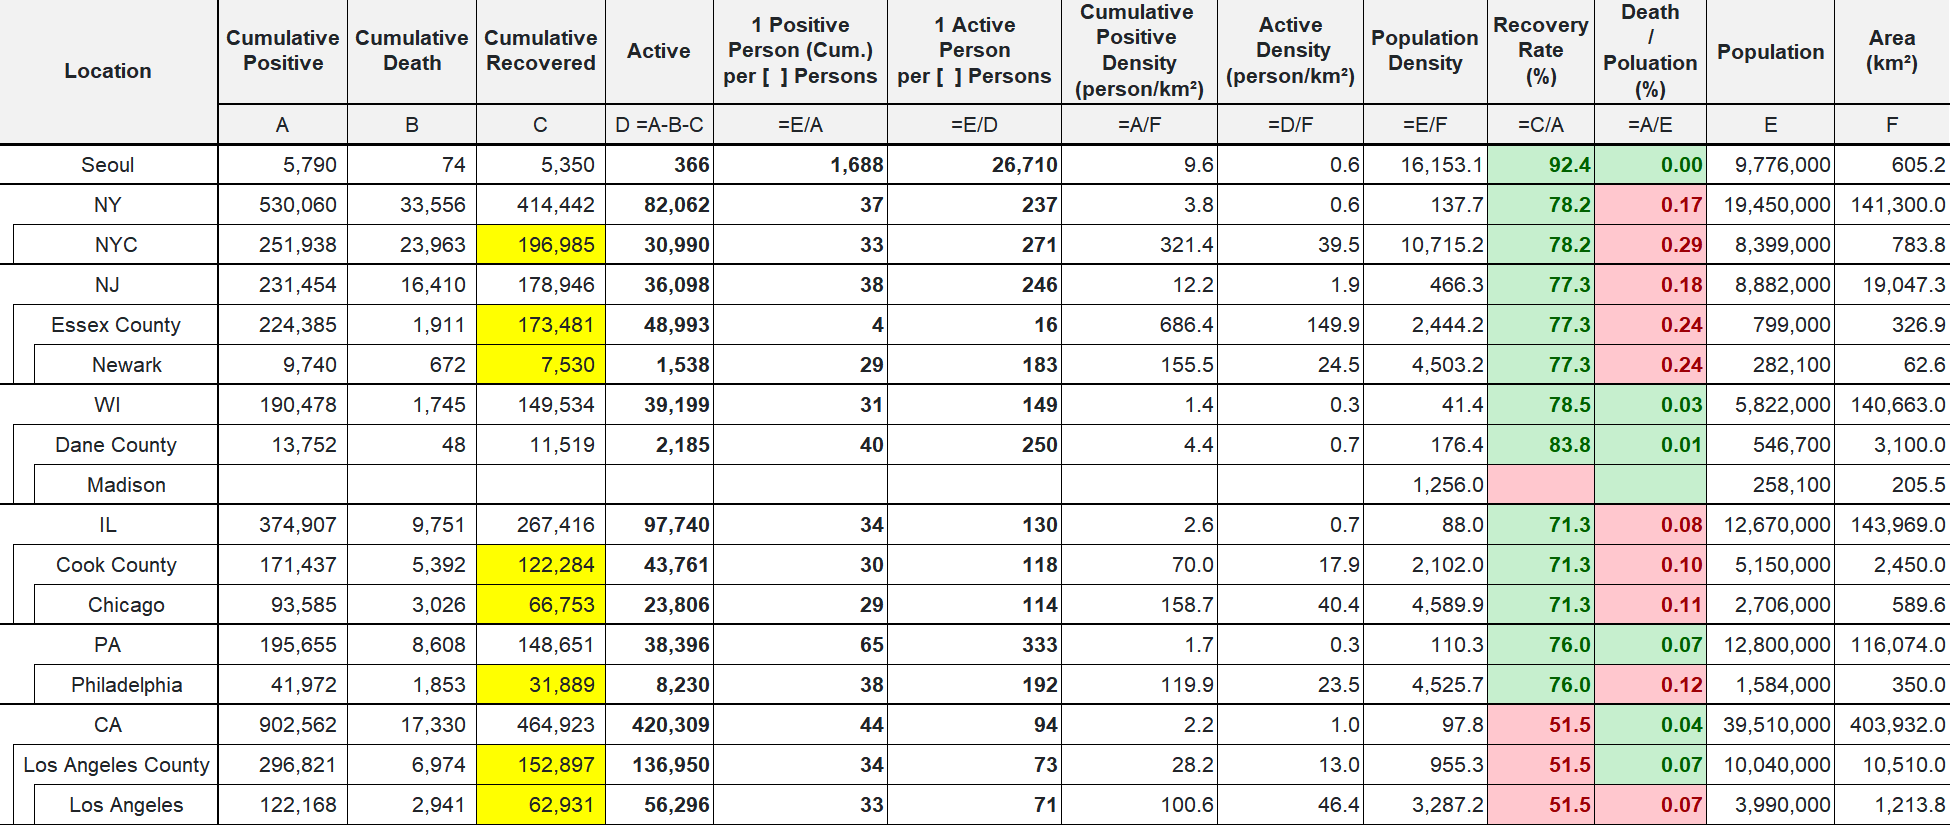 Location Cumulative Positive Cumulative Death Cumulative Recovered Active 1 Positive Person (Cum.) per [ ] Persons 1 Active Person per [ ] Persons Cumulative Positive Density (person/km²) Active Density (person/km²) Population Density Recovery Rate (%) Death / Poluation (%) Population Area (km²)
A B C D =A-B-C =E/A =E/D =A/F =D/F =E/F =C/A =A/E E F
Seoul 5,790 74 5,350 366 1,688 26,710 9.6 0.6 16,153.1 92.4 0.00 9,776,000 605.2
NY 530,060 33,556 414,442 82,062 37 237 3.8 0.6 137.7 78.2 0.17 19,450,000 141,300.0
NYC 251,938 23,963 196,985 30,990 33 271 321.4 39.5 10,715.2 78.2 0.29 8,399,000 783.8
NJ 231,454 16,410 178,946 36,098 38 246 12.2 1.9 466.3 77.3 0.18 8,882,000 19,047.3
Essex County 224,385 1,911 173,481 48,993 4 16 686.4 149.9 2,444.2 77.3 0.24 799,000 326.9
Newark 9,740 672 7,530 1,538 29 183 155.5 24.5 4,503.2 77.3 0.24 282,100 62.6
WI 190,478 1,745 149,534 39,199 31 149 1.4 0.3 41.4 78.5 0.03 5,822,000 140,663.0
Dane County 13,752 48 11,519 2,185 40 250 4.4 0.7 176.4 83.8 0.01 546,700 3,100.0
Madison 1,256.0 258,100 205.5
IL 374,907 9,751 267,416 97,740 34 130 2.6 0.7 88.0 71.3 0.08 12,670,000 143,969.0
Cook County 171,437 5,392 122,284 43,761 30 118 70.0 17.9 2,102.0 71.3 0.10 5,150,000 2,450.0
Chicago 93,585 3,026 66,753 23,806 29 114 158.7 40.4 4,589.9 71.3 0.11 2,706,000 589.6
PA 195,655 8,608 148,651 38,396 65 333 1.7 0.3 110.3 76.0 0.07 12,800,000 116,074.0
Philadelphia 41,972 1,853 31,889 8,230 38 192 119.9 23.5 4,525.7 76.0 0.12 1,584,000 350.0
CA 902,562 17,330 464,923 420,309 44 94 2.2 1.0 97.8 51.5 0.04 39,510,000 403,932.0
Los Angeles County 296,821 6,974 152,897 136,950 34 73 28.2 13.0 955.3 51.5 0.07 10,040,000 10,510.0
Los Angeles 122,168 2,941 62,931 56,296 33 71 100.6 46.4 3,287.2 51.5 0.07 3,990,000 1,213.8